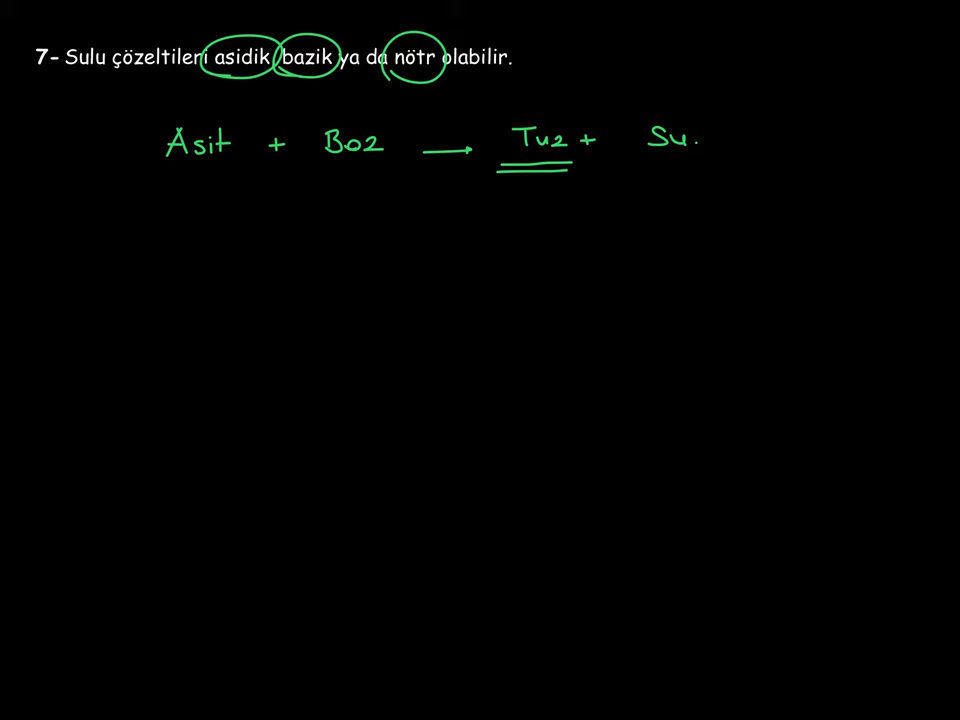 7- Sulu çözeltileri asidik bazik ya da nötr olabilir.
Asit + Baz → Tuz + Su.